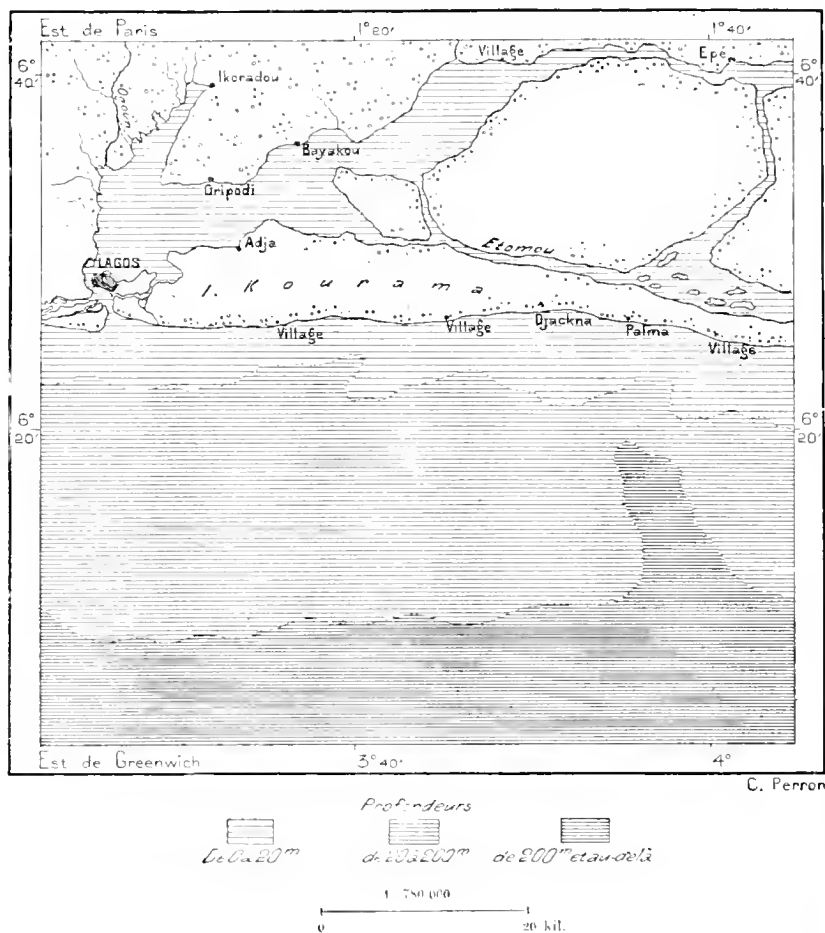 Est de Paris 1°20' 1°40'
Village
Epé
6°
40'
6°
40'
Ikoradou
Orioun
Bayakou
Oripodi
Adja
Etomou
LAGOS
I. Kourama
Village
Village
Djackna
Palma
Village
6°
20'
6°
20'
Est de Greenwich 3°40' 4°
C. Perron
Profondeurs
De 0 à 20m de 20 à 200m de 200m et au-delà
1 : 780 000
0 20 kil.